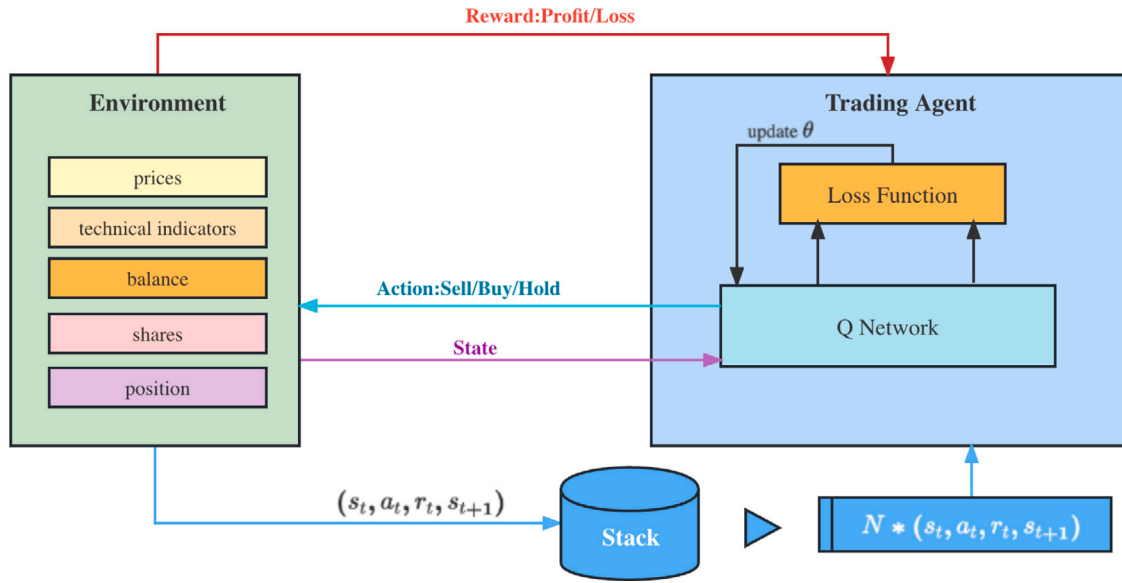 Reward:Profit/Loss
Environment
prices
technical indicators
balance
shares
position
Trading Agent
update θ
Loss Function
Q Network
Action:Sell/Buy/Hold
State
(s_t, a_t, r_t, s_{t+1})
Stack
N * (s_t, a_t, r_t, s_{t+1})